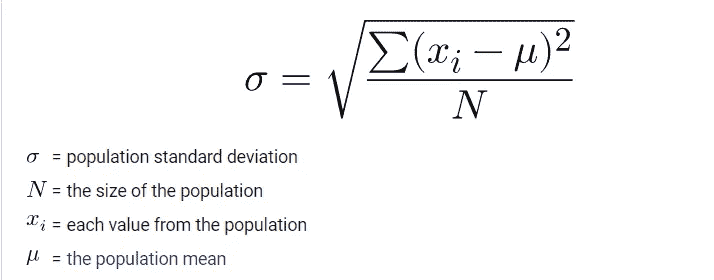 σ = √(∑(xᵢ − μ)² / N)
σ = population standard deviation
N = the size of the population
xᵢ = each value from the population
μ = the population mean